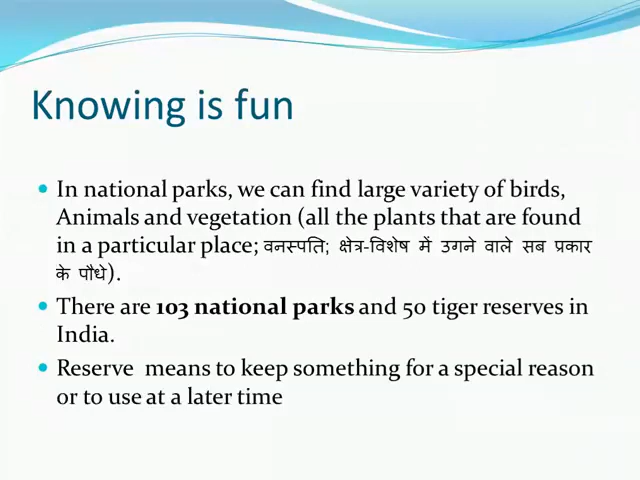 Knowing is fun
In national parks, we can find large variety of birds,
Animals and vegetation (all the plants that are found
in a particular place; वनस्पति; क्षेत्र-विशेष में उगने वाले सब प्रकार
के पौधे).
There are 103 national parks and 50 tiger reserves in
India.
Reserve  means to keep something for a special reason
or to use at a later time